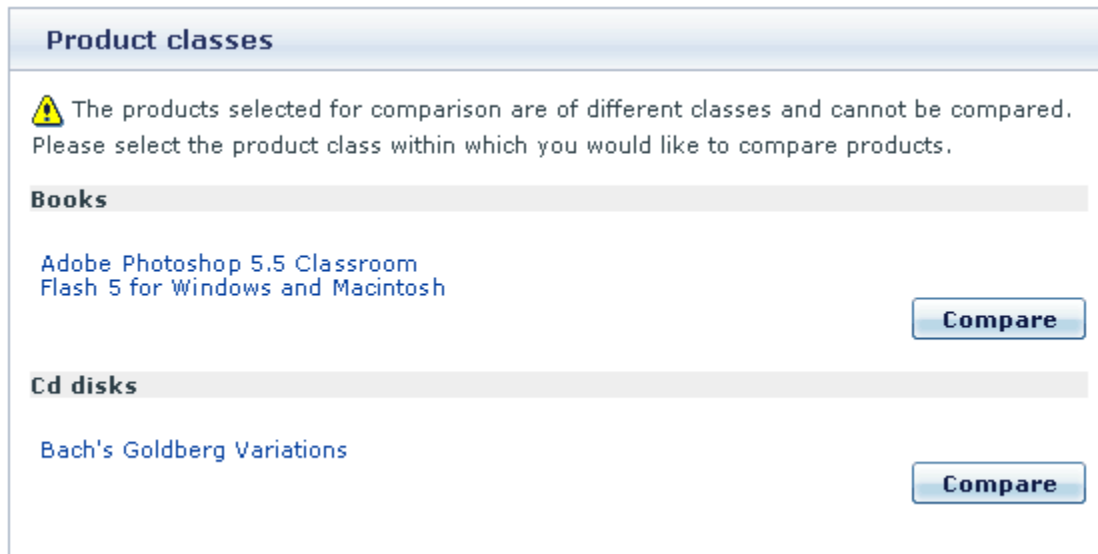 Product classes
The products selected for comparison are of different classes and cannot be compared.
Please select the product class within which you would like to compare products.
Books
Adobe Photoshop 5.5 Classroom
Flash 5 for Windows and Macintosh
Compare
Cd disks
Bach's Goldberg Variations
Compare